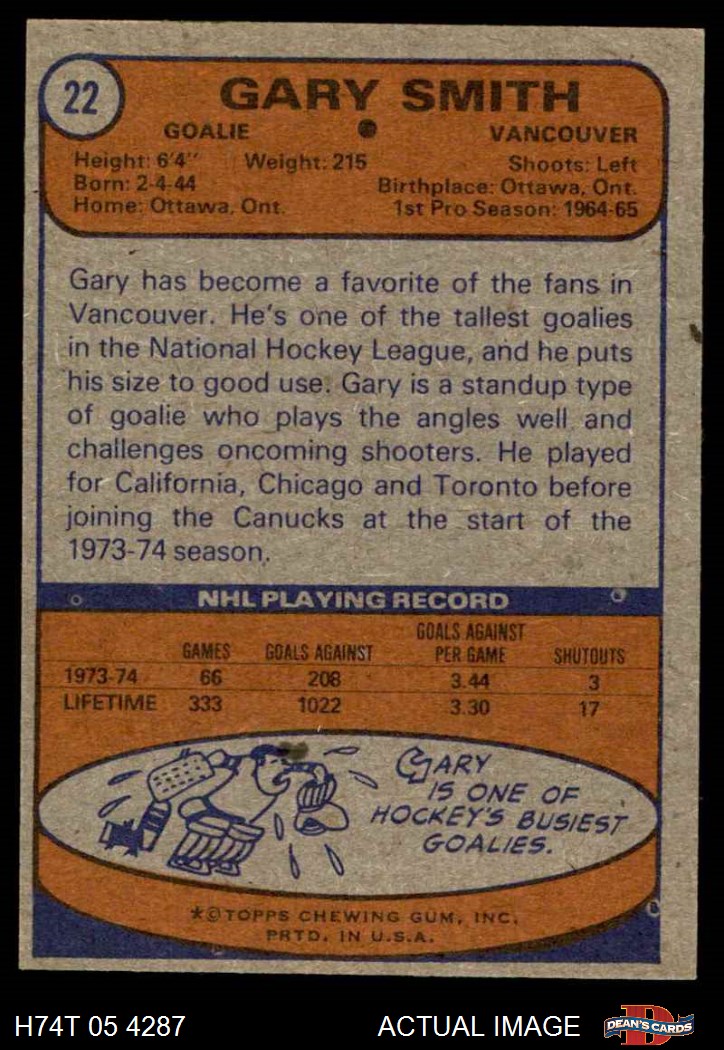 22
GARY SMITH
GOALIE VANCOUVER
Height: 6'4" Weight: 215 Shoots: Left
Born: 2-4-44 Birthplace: Ottawa, Ont.
Home: Ottawa, Ont. 1st Pro Season: 1964-65
Gary has become a favorite of the fans in
Vancouver. He's one of the tallest goalies
in the National Hockey League, and he puts
his size to good use. Gary is a standup type
of goalie who plays the angles well and
challenges oncoming shooters. He played
for California, Chicago and Toronto before
joining the Canucks at the start of the
1973-74 season.
NHL PLAYING RECORD
GAMES GOALS AGAINST GOALS AGAINST PER GAME SHUTOUTS
1973-74 66 208 3.44 3
LIFETIME 333 1022 3.30 17
GARY
IS ONE OF
HOCKEY'S BUSIEST
GOALIES.
*©TOPPS CHEWING GUM, INC.
PRTD. IN U.S.A.
H74T 05 4287 ACTUAL IMAGE D DEAN'S CARDS